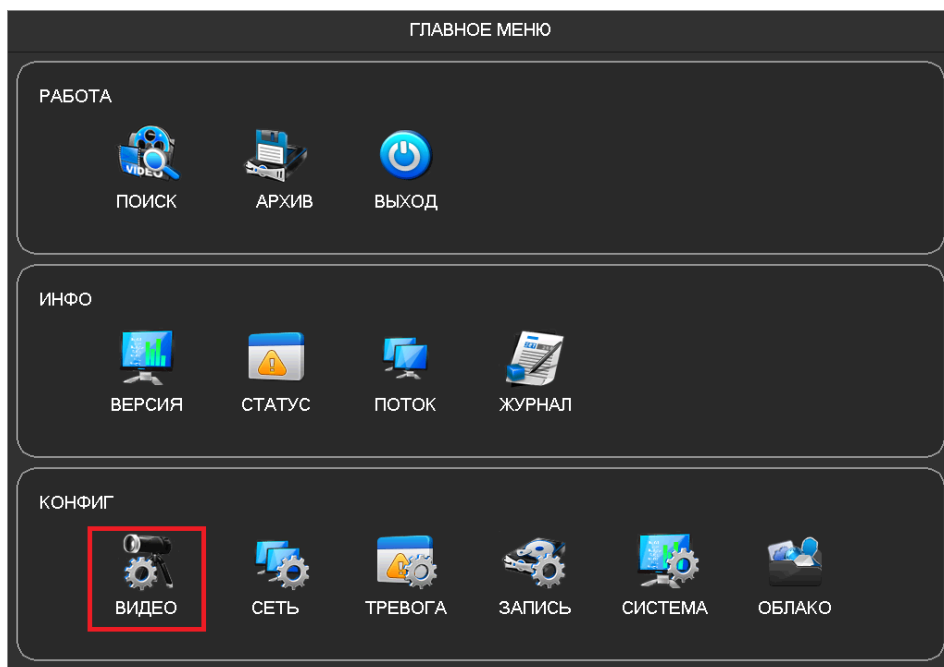 ГЛАВНОЕ МЕНЮ
РАБОТА
VIDEO
ПОИСК АРХИВ ВЫХОД
ИНФО
ВЕРСИЯ СТАТУС ПОТОК ЖУРНАЛ
КОНФИГ
ВИДЕО СЕТЬ ТРЕВОГА ЗАПИСЬ СИСТЕМА ОБЛАКО